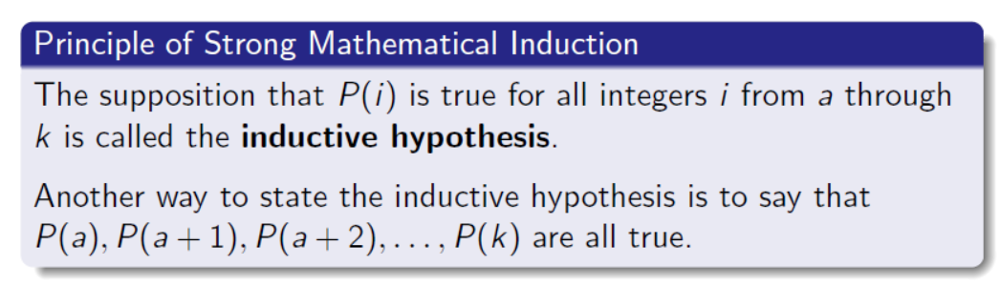 Principle of Strong Mathematical Induction
The supposition that P(i) is true for all integers i from a through
k is called the inductive hypothesis.
Another way to state the inductive hypothesis is to say that
P(a), P(a + 1), P(a + 2), . . . , P(k) are all true.